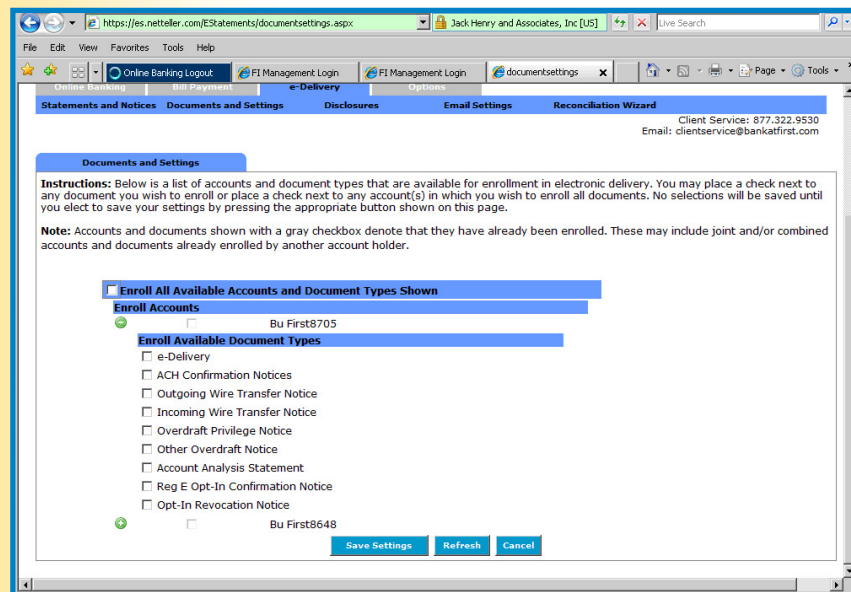 https://es.netteller.com/EStatements/documentsettings.aspx
Jack Henry and Associates, Inc [US]
Live Search
File Edit View Favorites Tools Help
Online Banking Logout
FI Management Login
FI Management Login
documentsettings
Page
Tools
Online Banking Bill Payment e-Delivery Options
Statements and Notices Documents and Settings Disclosures Email Settings Reconciliation Wizard
Client Service: 877.322.9530
Email: clientservice@bankatfirst.com
Documents and Settings
Instructions: Below is a list of accounts and document types that are available for enrollment in electronic delivery. You may place a check next to
any document you wish to enroll or place a check next to any account(s) in which you wish to enroll all documents. No selections will be saved until
you elect to save your settings by pressing the appropriate button shown on this page.
Note: Accounts and documents shown with a gray checkbox denote that they have already been enrolled. These may include joint and/or combined
accounts and documents already enrolled by another account holder.
Enroll All Available Accounts and Document Types Shown
Enroll Accounts
Bu First8705
Enroll Available Document Types
e-Delivery
ACH Confirmation Notices
Outgoing Wire Transfer Notice
Incoming Wire Transfer Notice
Overdraft Privilege Notice
Other Overdraft Notice
Account Analysis Statement
Reg E Opt-In Confirmation Notice
Opt-In Revocation Notice
Bu First8648
Save Settings Refresh Cancel